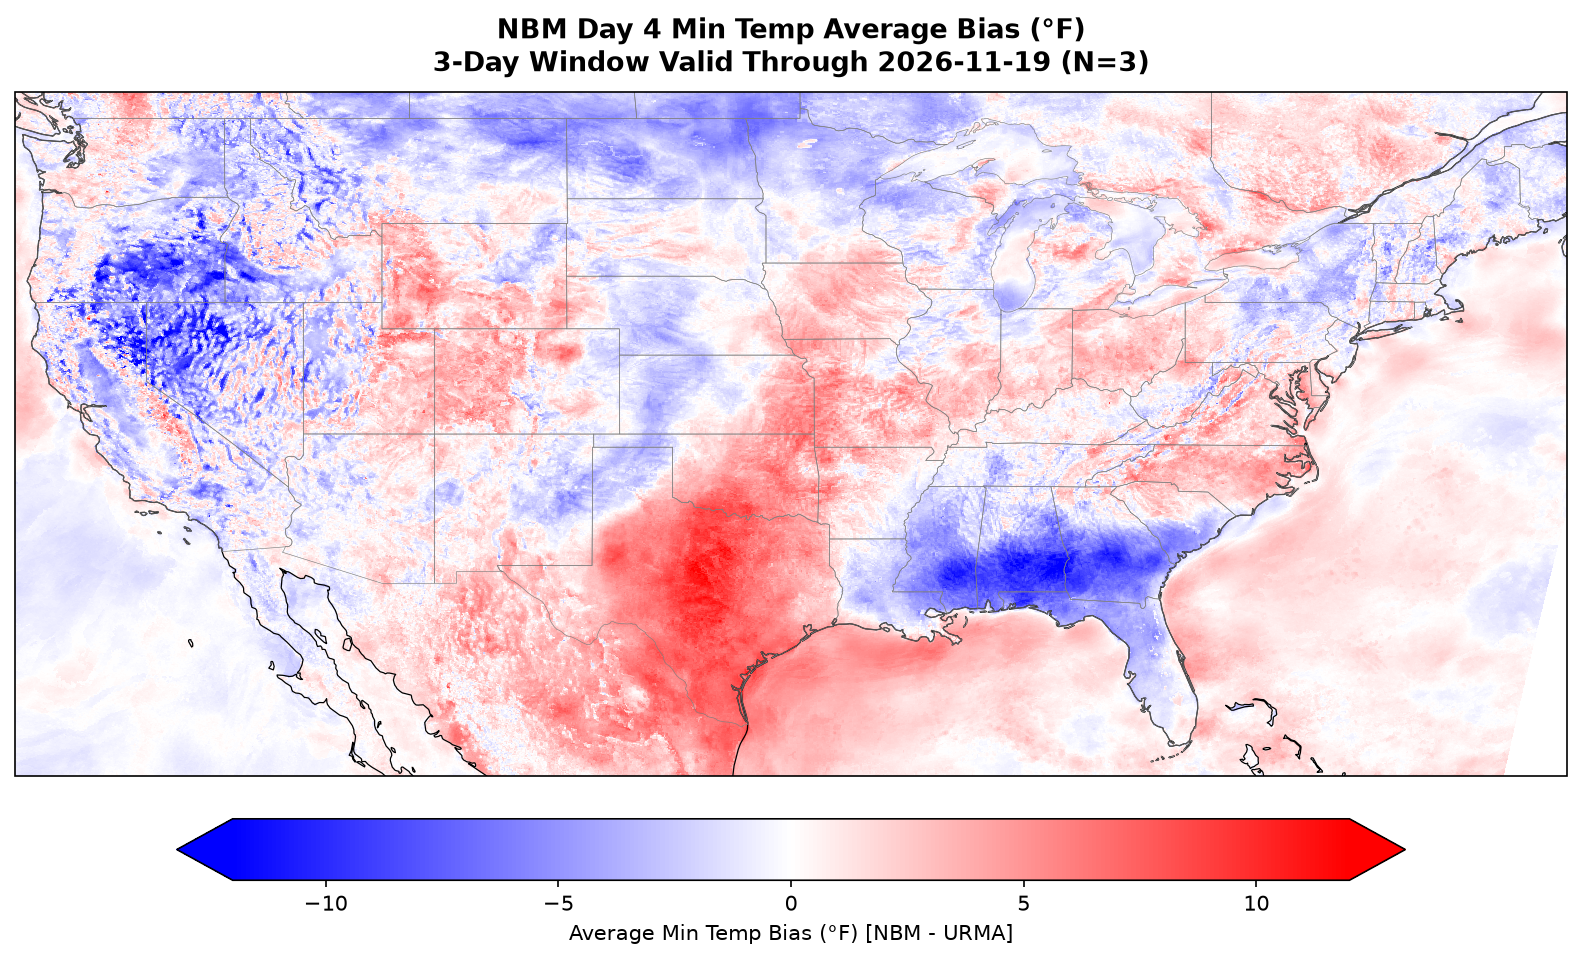 NBM Day 4 Min Temp Average Bias (°F)
3-Day Window Valid Through 2026-11-19 (N=3)
−10 −5 0 5 10
Average Min Temp Bias (°F) [NBM - URMA]